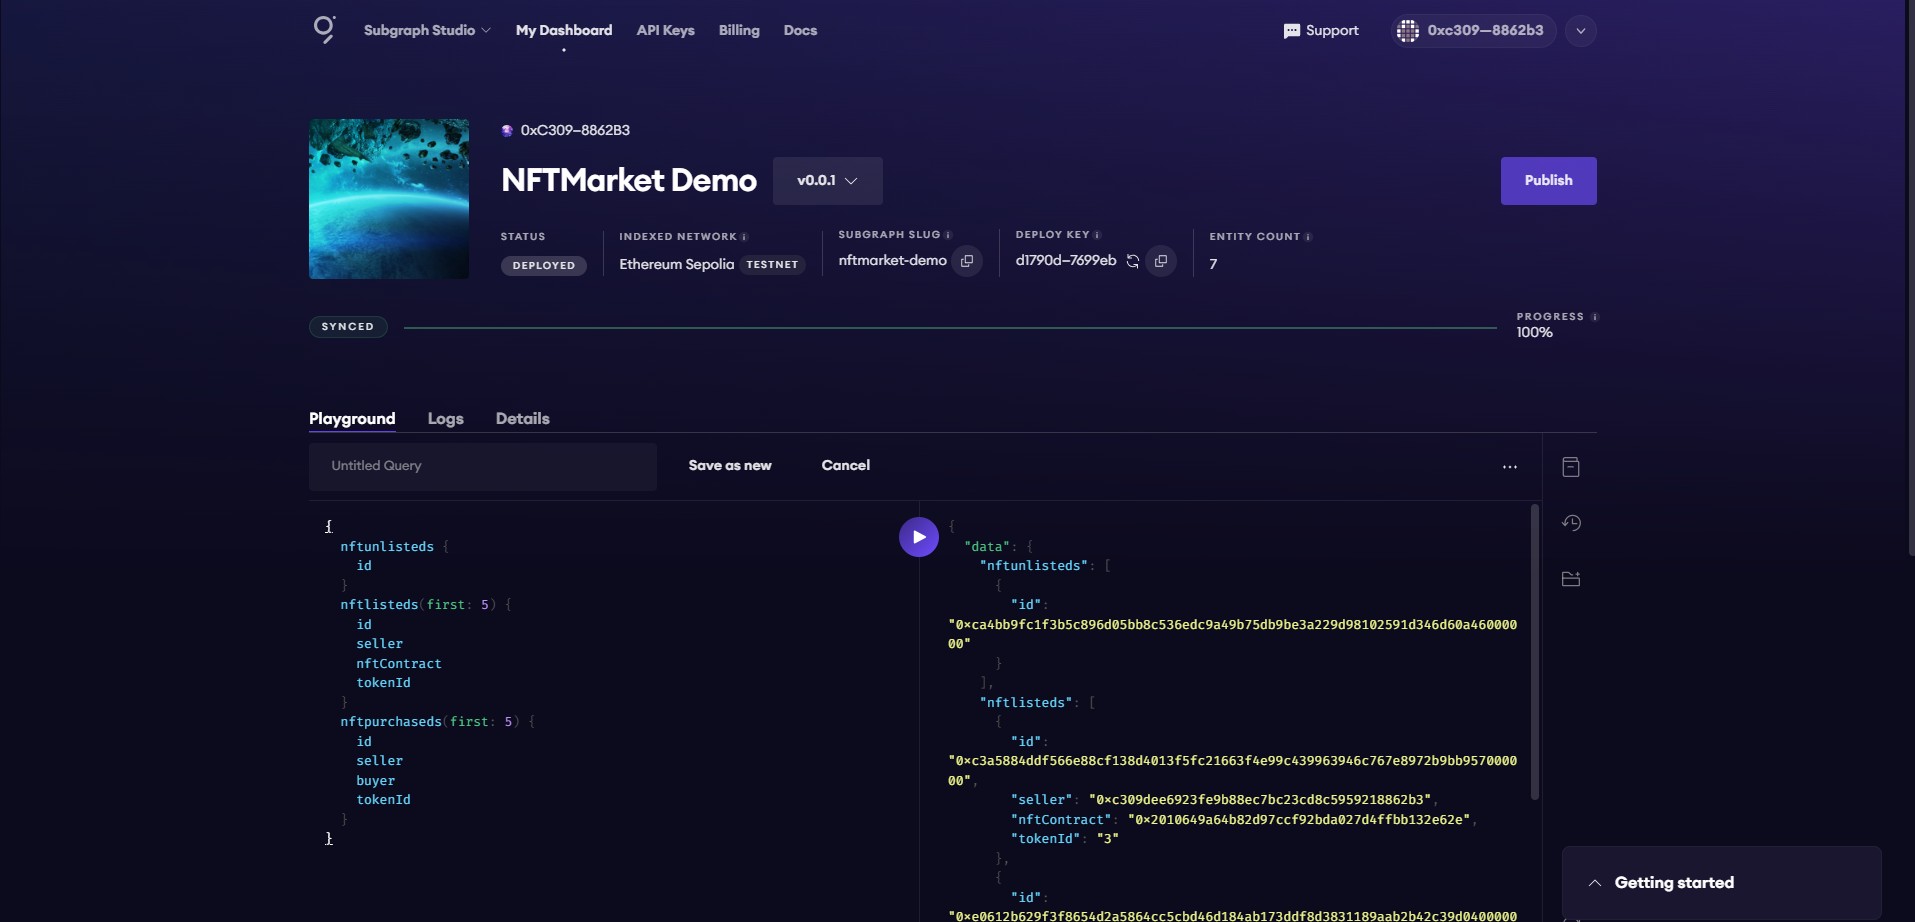 Subgraph Studio My Dashboard API Keys Billing Docs Support 0xc309—8862b3
0xC309–8862B3
NFTMarket Demo v0.0.1 Publish
STATUS INDEXED NETWORK SUBGRAPH SLUG DEPLOY KEY ENTITY COUNT
DEPLOYED Ethereum Sepolia TESTNET nftmarket-demo d1790d–7699eb 7
SYNCED PROGRESS
100%
Playground Logs Details
Untitled Query Save as new Cancel
{
nftunlisteds {
id
}
nftlisteds(first: 5) {
id
seller
nftContract
tokenId
}
nftpurchaseds(first: 5) {
id
seller
buyer
tokenId
}
}
{
"data": {
"nftunlisteds": [
{
"id":
"0xca4bb9fc1f3b5c896d05bb8c536edc9a49b75db9be3a229d98102591d346d60a460000
00"
}
],
"nftlisteds": [
{
"id":
"0xc3a5884ddf566e88cf138d4013f5fc21663f4e99c439963946c767e8972b9bb9570000
00",
"seller": "0xc309dee6923fe9b88ec7bc23cd8c5959218862b3",
"nftContract": "0x2010649a64b82d97ccf92bda027d4ffbb132e62e",
"tokenId": "3"
},
{
"id":
"0xe0612b629f3f8654d2a5864cc5cbd46d184ab173ddf8d3831189aab2b42c39d0400000
Getting started